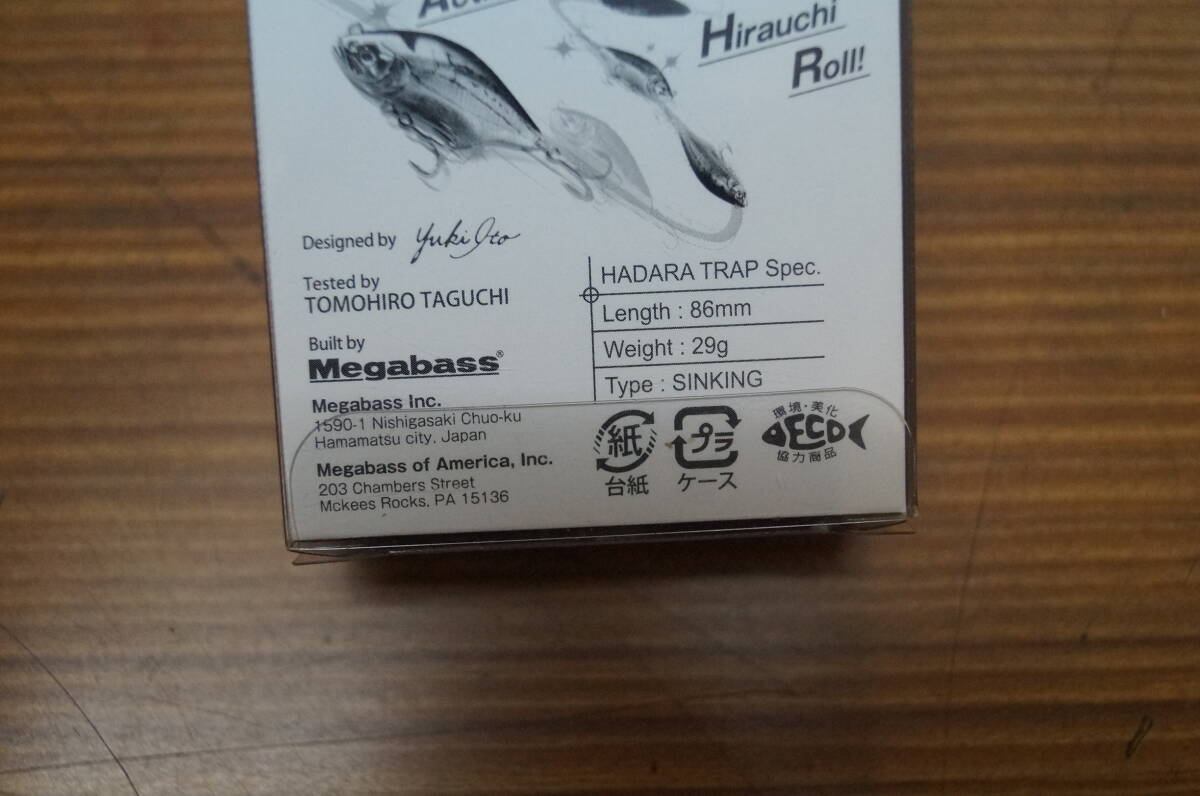 Hirauchi
Roll!
Designed by Yuki Ito
Tested by
TOMOHIRO TAGUCHI
Built by
Megabass®
HADARA TRAP Spec.
Length : 86mm
Weight : 29g
Type : SINKING
Megabass Inc.
1590-1 Nishigasaki Chuo-ku
Hamamatsu city, Japan
Megabass of America, Inc.
203 Chambers Street
Mckees Rocks, PA 15136
紙
台紙
プラ
ケース
環境・美化
ECO
協力商品